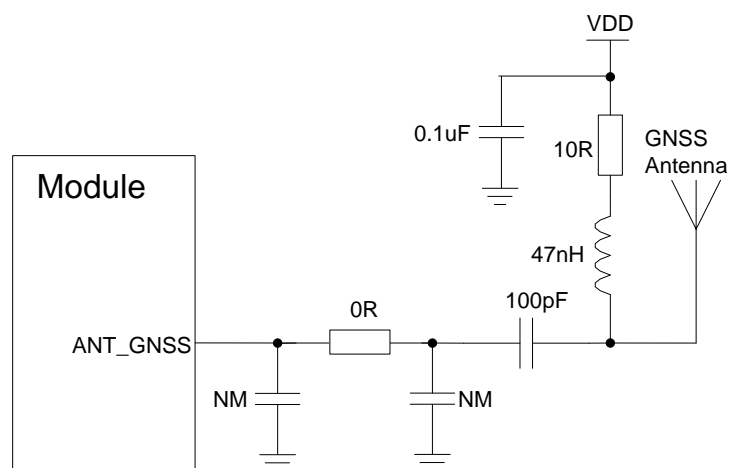 VDD
0.1uF
10R
GNSS
Antenna
Module
47nH
100pF
0R
ANT_GNSS
NM
NM